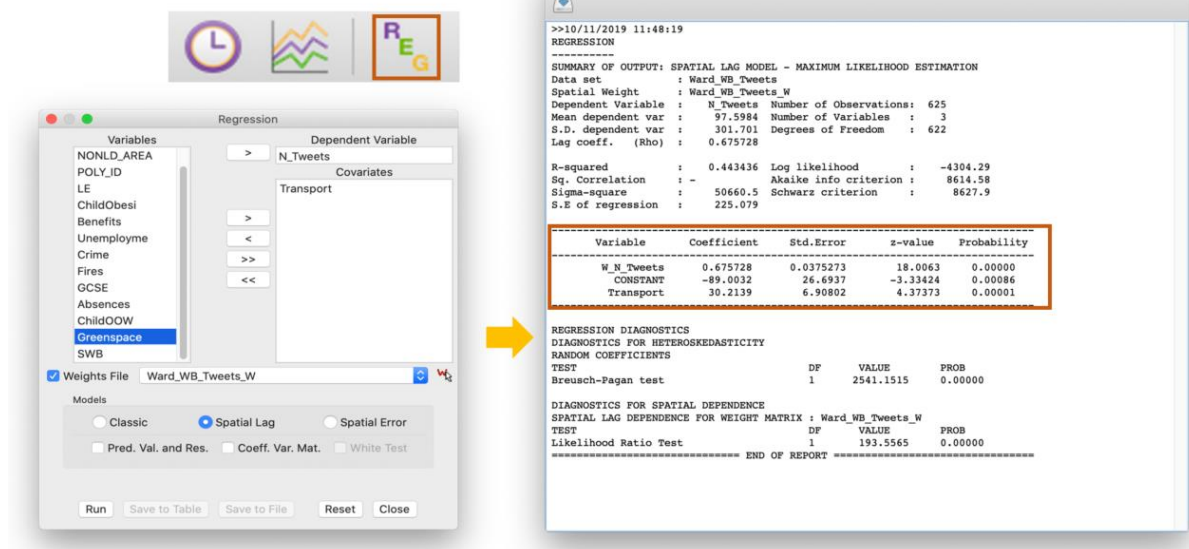 REG
Regression
Variables
NONLD_AREA
POLY_ID
LE
ChildObesi
Benefits
Unemployme
Crime
Fires
GCSE
Absences
ChildOOW
Greenspace
SWB
>
Dependent Variable
N_Tweets
Covariates
Transport
>
<
>>
<<
Weights File Ward_WB_Tweets_W
Models
Classic Spatial Lag Spatial Error
Pred. Val. and Res. Coeff. Var. Mat. White Test
Run Save to Table Save to File Reset Close
>>10/11/2019 11:48:19
REGRESSION
----------
SUMMARY OF OUTPUT: SPATIAL LAG MODEL - MAXIMUM LIKELIHOOD ESTIMATION
Data set : Ward_WB_Tweets
Spatial Weight : Ward_WB_Tweets_W
Dependent Variable : N_Tweets Number of Observations: 625
Mean dependent var : 97.5984 Number of Variables : 3
S.D. dependent var : 301.701 Degrees of Freedom : 622
Lag coeff. (Rho) : 0.675728
R-squared : 0.443436 Log likelihood : -4304.29
Sq. Correlation : - Akaike info criterion : 8614.58
Sigma-square : 50660.5 Schwarz criterion : 8627.9
S.E of regression : 225.079
-----------------------------------------------------------------------------
Variable Coefficient Std.Error z-value Probability
-----------------------------------------------------------------------------
W_N_Tweets 0.675728 0.0375273 18.0063 0.00000
CONSTANT -89.0032 26.6937 -3.33424 0.00086
Transport 30.2139 6.90802 4.37373 0.00001
-----------------------------------------------------------------------------
REGRESSION DIAGNOSTICS
DIAGNOSTICS FOR HETEROSKEDASTICITY
RANDOM COEFFICIENTS
TEST DF VALUE PROB
Breusch-Pagan test 1 2541.1515 0.00000
DIAGNOSTICS FOR SPATIAL DEPENDENCE
SPATIAL LAG DEPENDENCE FOR WEIGHT MATRIX : Ward_WB_Tweets_W
TEST DF VALUE PROB
Likelihood Ratio Test 1 193.5565 0.00000
============================== END OF REPORT ================================